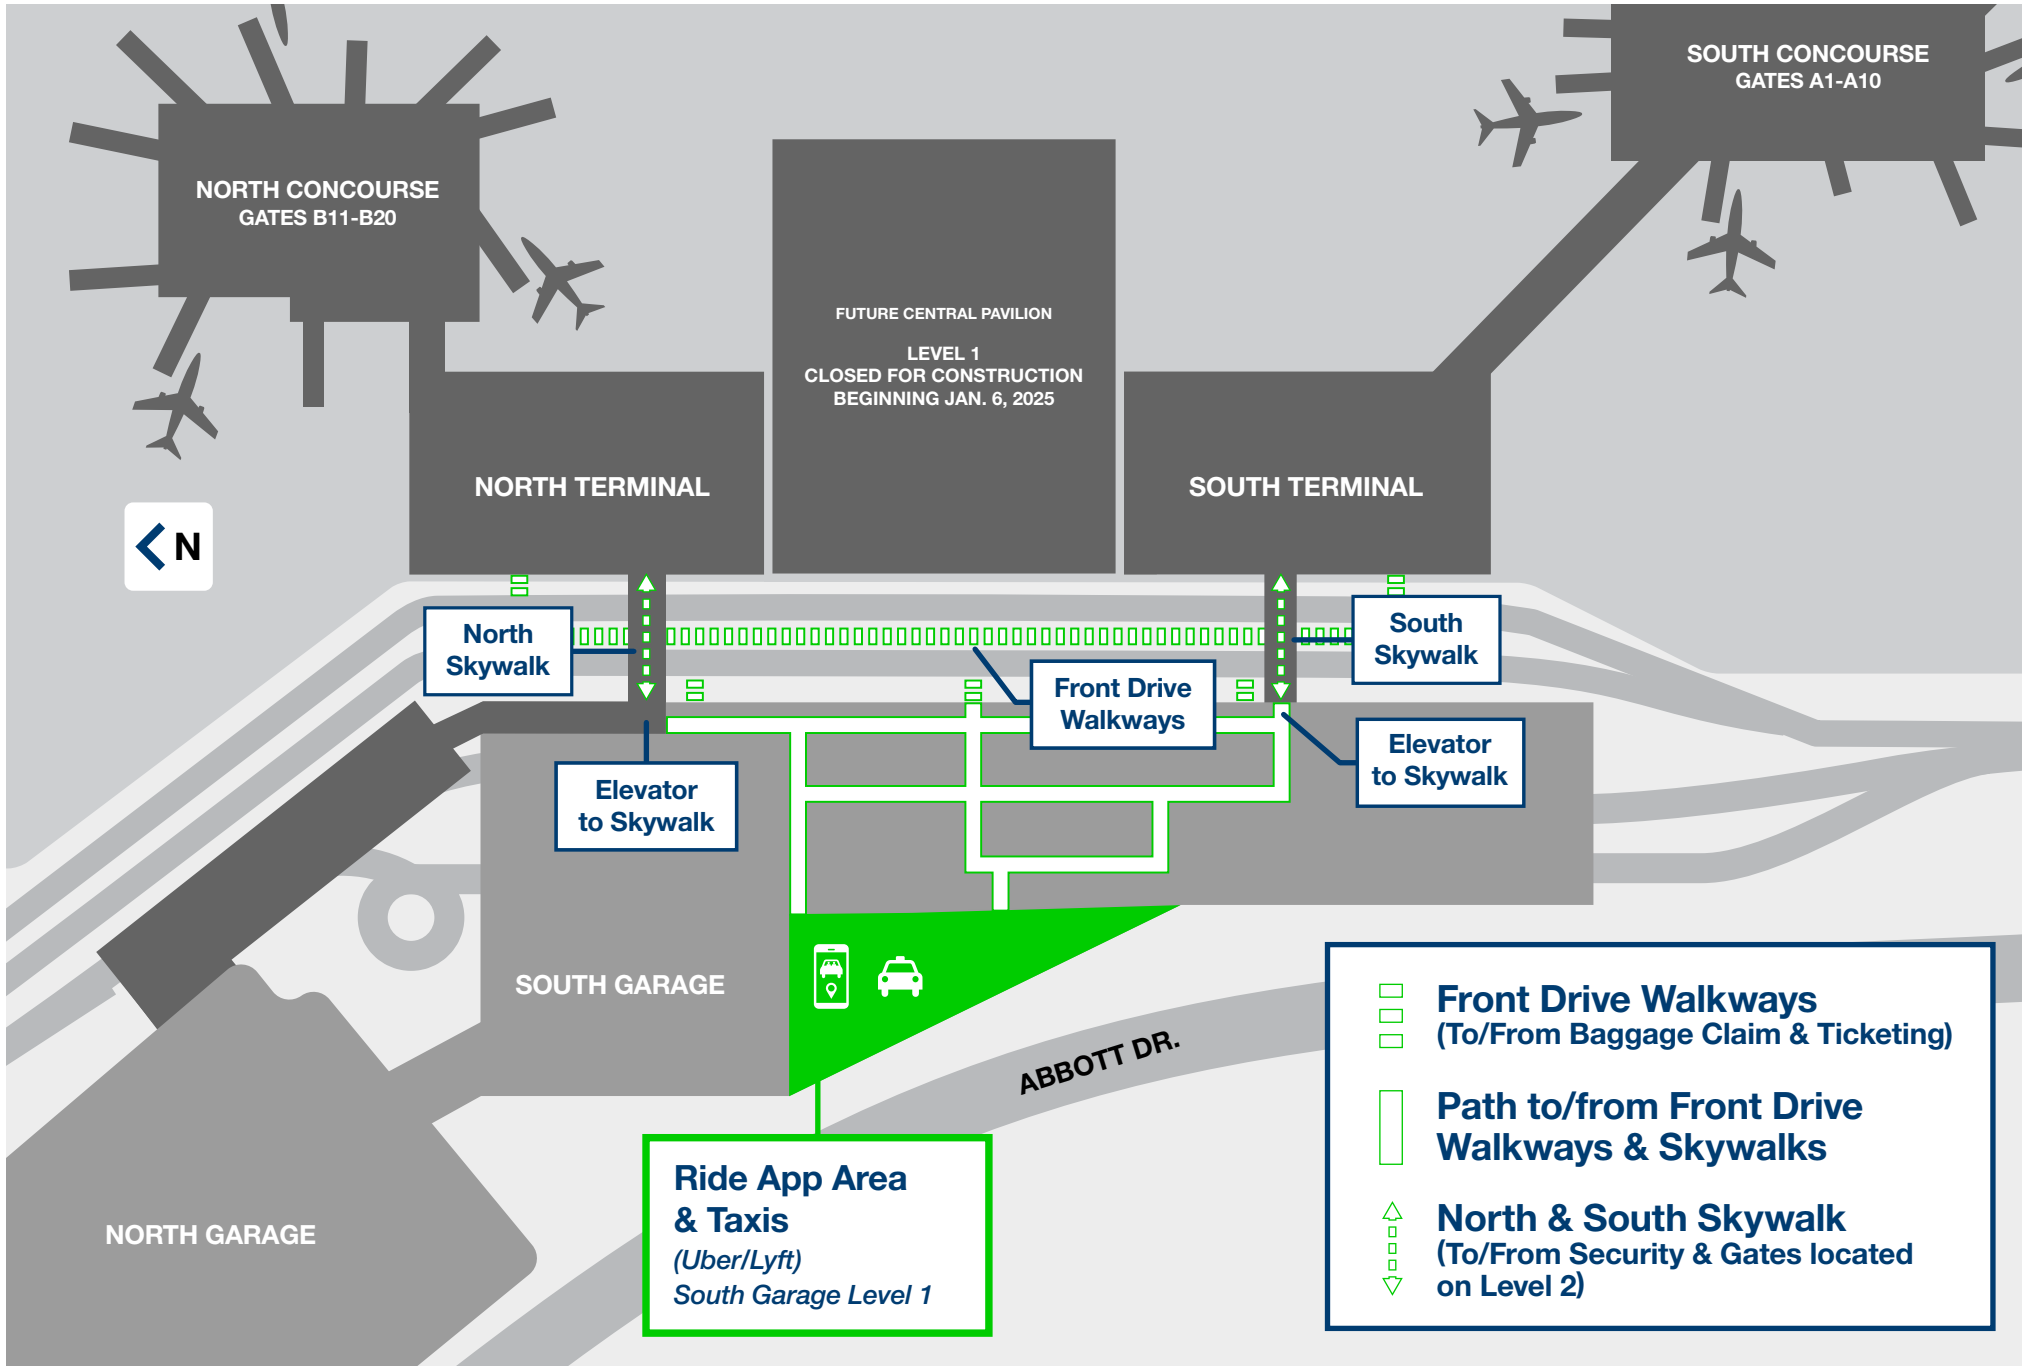 SOUTH CONCOURSE
GATES A1-A10
NORTH CONCOURSE
GATES B11-B20
FUTURE CENTRAL PAVILION
LEVEL 1
CLOSED FOR CONSTRUCTION
BEGINNING JAN. 6, 2025
NORTH TERMINAL
SOUTH TERMINAL
N
North
Skywalk
South
Skywalk
Front Drive
Walkways
Elevator
to Skywalk
Elevator
to Skywalk
SOUTH GARAGE
ABBOTT DR.
NORTH GARAGE
Ride App Area
& Taxis
(Uber/Lyft)
South Garage Level 1
Front Drive Walkways
(To/From Baggage Claim & Ticketing)
Path to/from Front Drive
Walkways & Skywalks
North & South Skywalk
(To/From Security & Gates located
on Level 2)